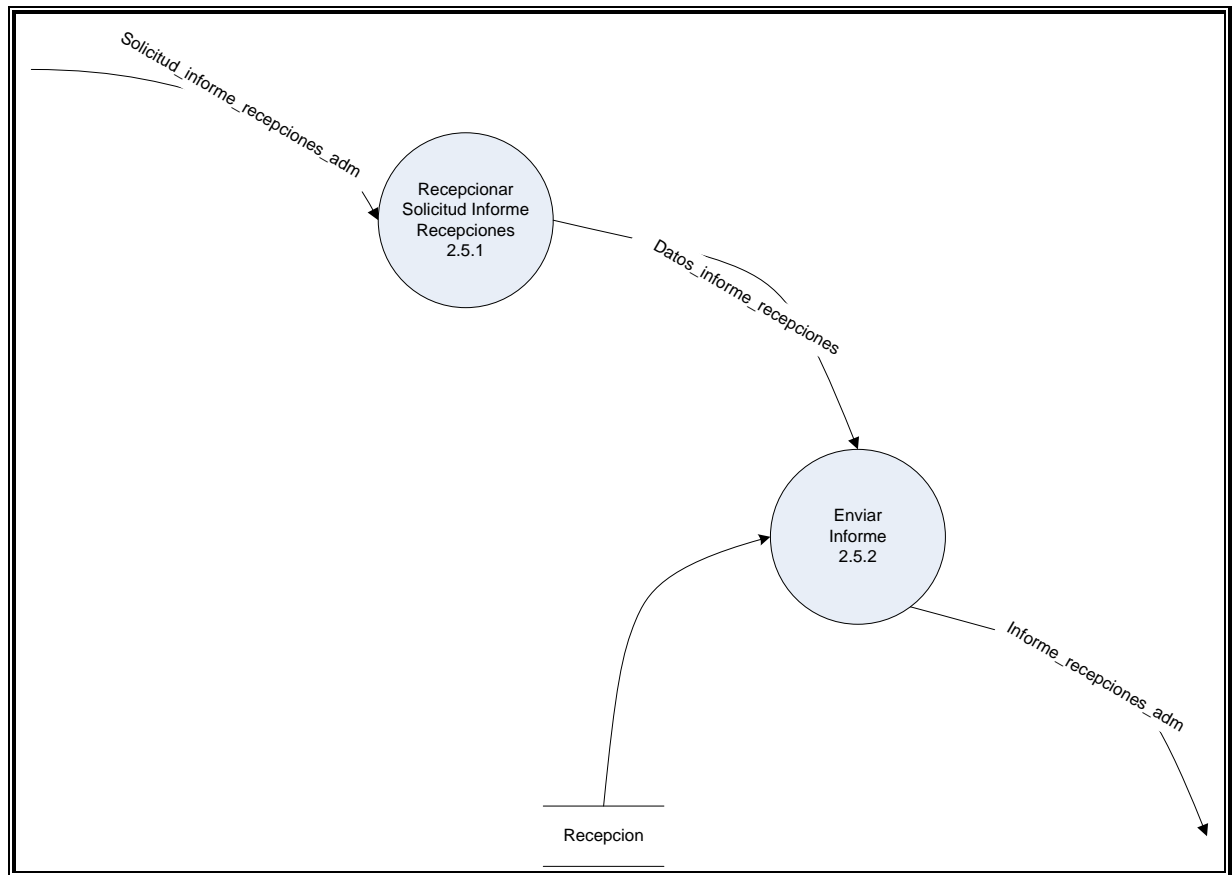 Solicitud_informe_recepciones_adm
Recepcionar
Solicitud Informe
Recepciones
2.5.1
Datos_informe_recepciones
Enviar
Informe
2.5.2
Informe_recepciones_adm
Recepcion